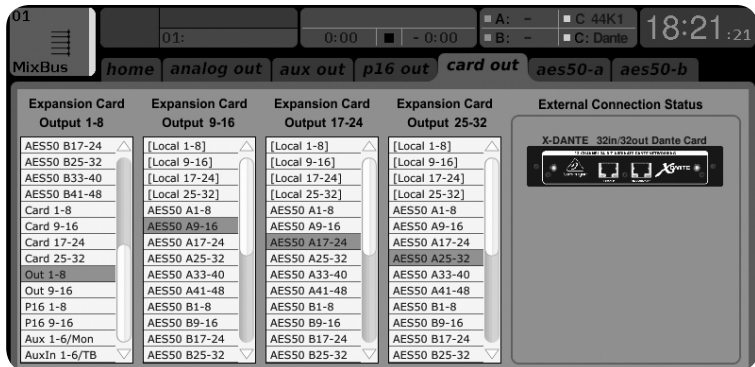 01
MixBus
01:
0:00 - 0:00
A: -
B: -
C 44K1
C: Dante
18:21:21
home analog out aux out p16 out card out aes50-a aes50-b
Expansion Card Output 1-8
AES50 B17-24
AES50 B25-32
AES50 B33-40
AES50 B41-48
Card 1-8
Card 9-16
Card 17-24
Card 25-32
Out 1-8
Out 9-16
P16 1-8
P16 9-16
Aux 1-6/Mon
AuxIn 1-6/TB
Expansion Card Output 9-16
[Local 1-8]
[Local 9-16]
[Local 17-24]
[Local 25-32]
AES50 A1-8
AES50 A9-16
AES50 A17-24
AES50 A25-32
AES50 A33-40
AES50 A41-48
AES50 B1-8
AES50 B9-16
AES50 B17-24
AES50 B25-32
Expansion Card Output 17-24
[Local 1-8]
[Local 9-16]
[Local 17-24]
[Local 25-32]
AES50 A1-8
AES50 A9-16
AES50 A17-24
AES50 A25-32
AES50 A33-40
AES50 A41-48
AES50 B1-8
AES50 B9-16
AES50 B17-24
AES50 B25-32
Expansion Card Output 25-32
[Local 1-8]
[Local 9-16]
[Local 17-24]
[Local 25-32]
AES50 A1-8
AES50 A9-16
AES50 A17-24
AES50 A25-32
AES50 A33-40
AES50 A41-48
AES50 B1-8
AES50 B9-16
AES50 B17-24
AES50 B25-32
External Connection Status
X-DANTE 32in/32out Dante Card